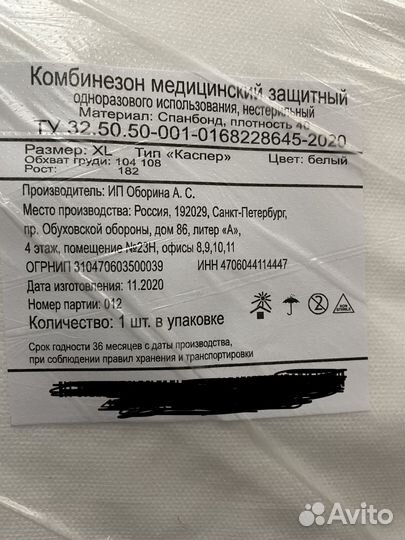 Комбинезон медицинский защитный
одноразового использования, нестерильный
Материал: Спанбонд, плотность 40
ТУ 32.50.50-001-0168228645-2020
Размер: XL Тип «Каспер» Цвет: белый
Обхват груди: 104 108
Рост: 182
Производитель: ИП Оборина А. С.
Место производства: Россия, 192029, Санкт-Петербург,
пр. Обуховской обороны, дом 86, литер «А»,
4 этаж, помещение №23Н, офисы 8,9,10,11
ОГРНИП 310470603500039 ИНН 4706044114447
Дата изготовления: 11.2020
Номер партии: 012
Количество: 1 шт. в упаковке
Срок годности 36 месяцев с даты производства,
при соблюдении правил хранения и транспортировки
Avito